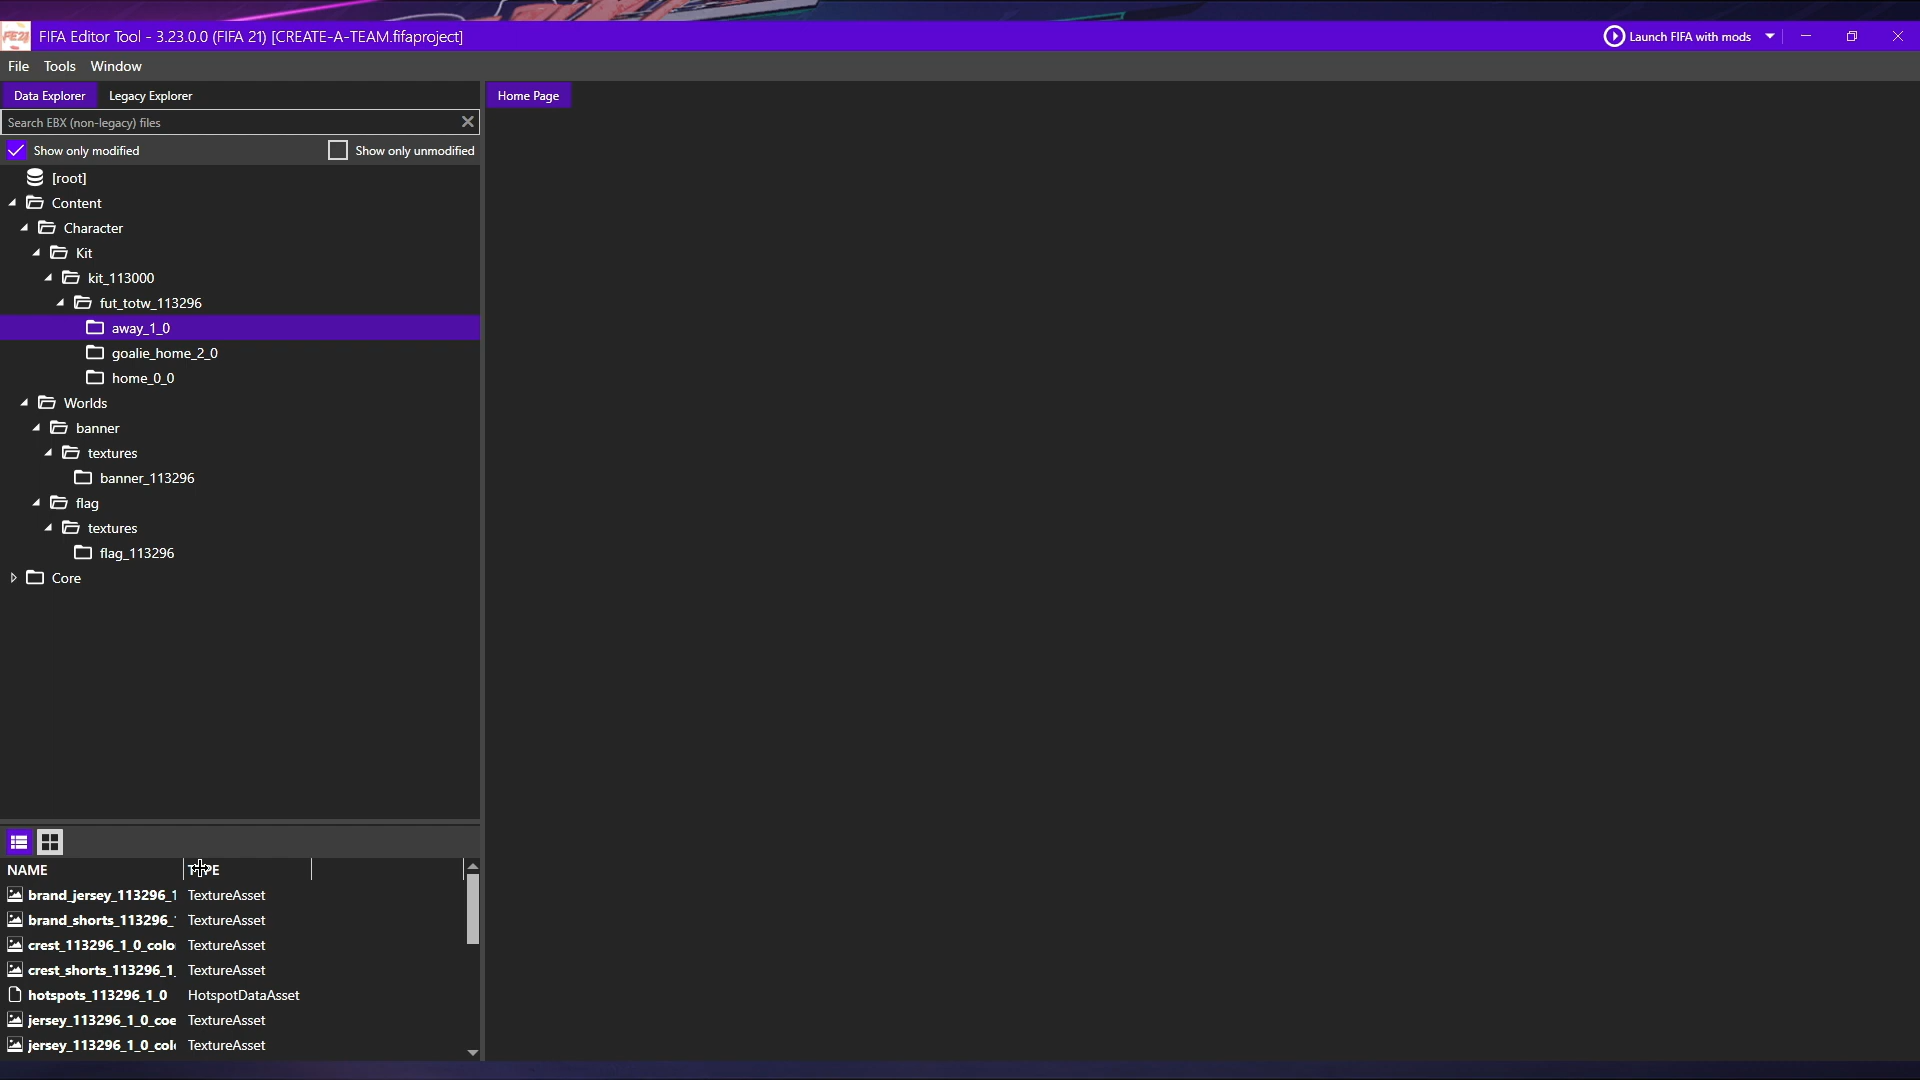 FE21 FIFA Editor Tool - 3.23.0.0 (FIFA 21) [CREATE-A-TEAM.fifaproject] Launch FIFA with mods
File Tools Window
Data Explorer Legacy Explorer Home Page
Search EBX (non-legacy) files
Show only modified Show only unmodified
[root]
Content
Character
Kit
kit_113000
fut_totw_113296
away_1_0
goalie_home_2_0
home_0_0
Worlds
banner
textures
banner_113296
flag
textures
flag_113296
Core
NAME TYPE
brand_jersey_113296_1 TextureAsset
brand_shorts_113296_ TextureAsset
crest_113296_1_0_colo TextureAsset
crest_shorts_113296_1_ TextureAsset
hotspots_113296_1_0 HotspotDataAsset
jersey_113296_1_0_coe TextureAsset
jersey_113296_1_0_col TextureAsset